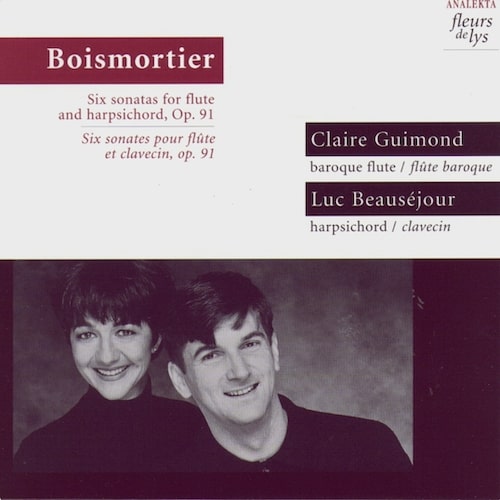 ANALEKTA
fleurs
de lys
Boismortier
Six sonatas for flute
and harpsichord, Op. 91
Six sonates pour flûte
et clavecin, op. 91
Claire Guimond
baroque flute / flûte baroque
Luc Beauséjour
harpsichord / clavecin